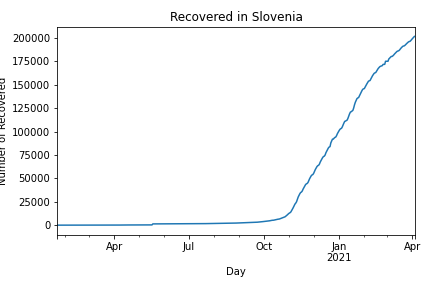 Recovered in Slovenia
Number of Recovered
200000
175000
150000
125000
100000
75000
50000
25000
0
Apr
Jul
Oct
Jan
2021
Apr
Day